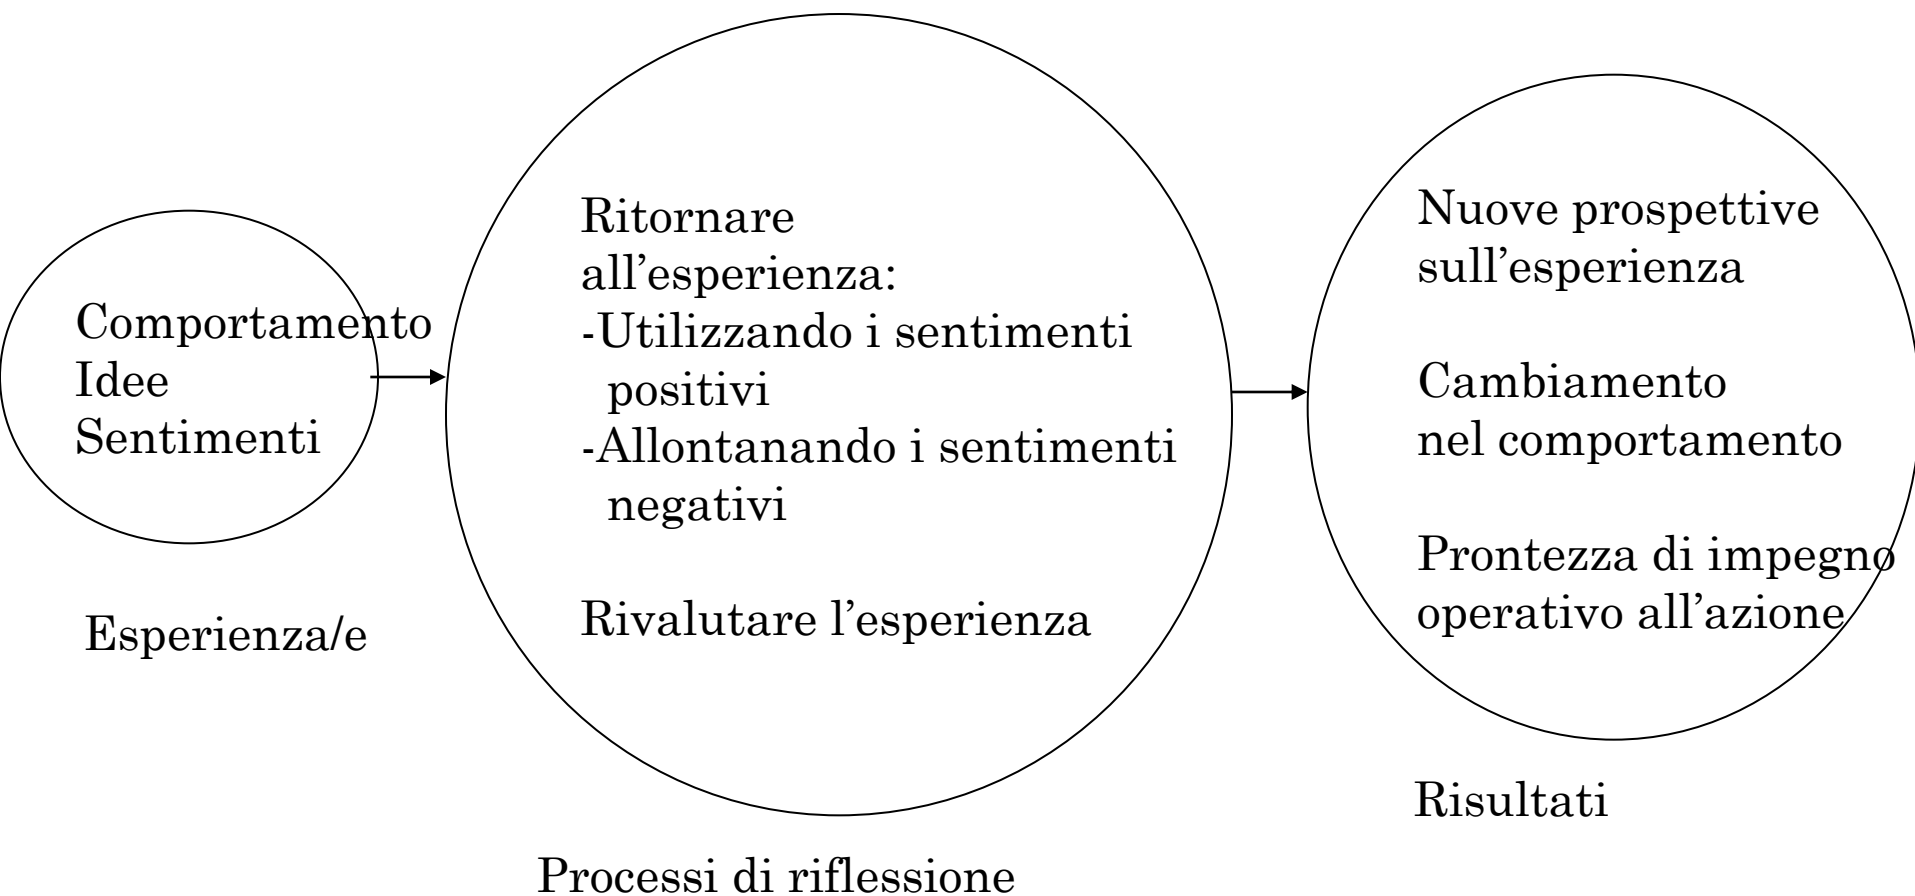 Comportamento
Idee
Sentimenti
Esperienza/e
Ritornare
all’esperienza:
-Utilizzando i sentimenti
positivi
-Allontanando i sentimenti
negativi
Rivalutare l’esperienza
Processi di riflessione
Nuove prospettive
sull’esperienza
Cambiamento
nel comportamento
Prontezza di impegno
operativo all’azione
Risultati